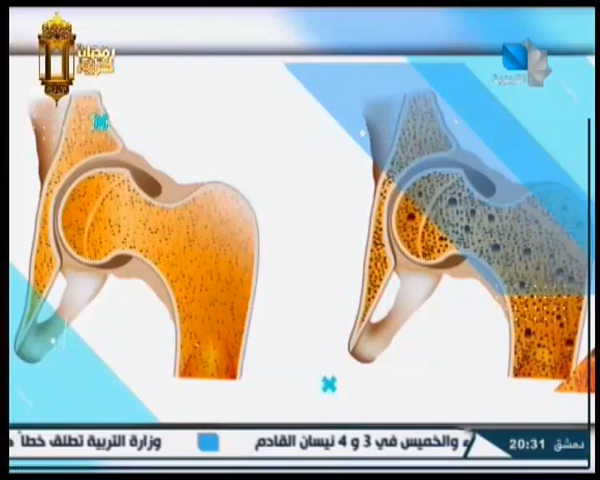 رمضان
دمشق 20:31
ء والخميس في 3 و 4 نيسان القادم
وزارة التربية تطلق خطاً